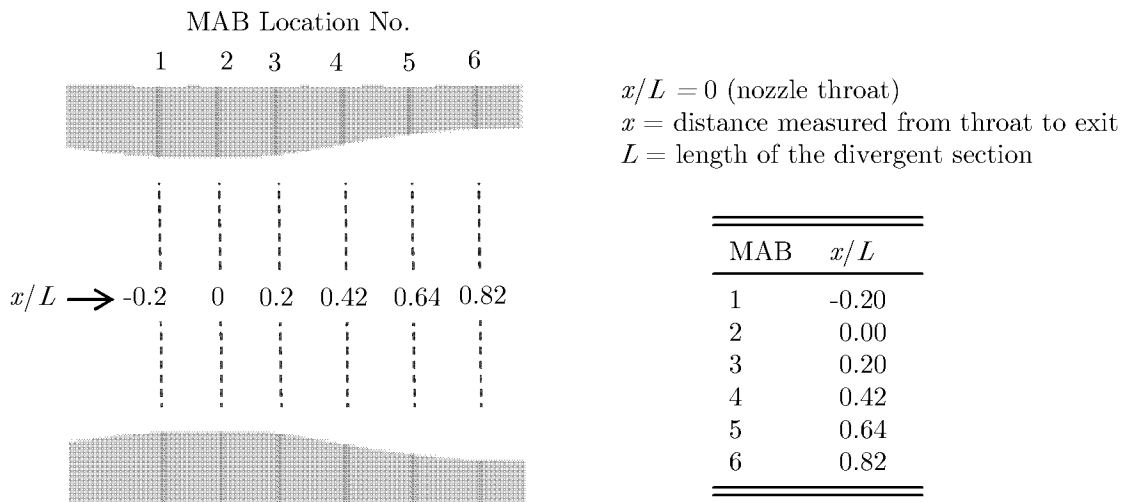 MAB Location No.
1 2 3 4 5 6
x/L = 0 (nozzle throat)
x = distance measured from throat to exit
L = length of the divergent section
x/L -0.2 0 0.2 0.42 0.64 0.82
MAB x/L
1 -0.20
2 0.00
3 0.20
4 0.42
5 0.64
6 0.82